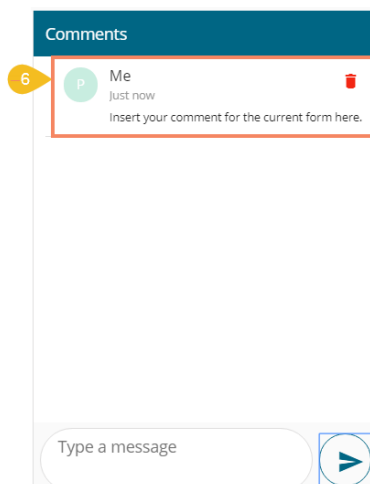 Comments
6
P
Me
Just now
Insert your comment for the current form here.
Type a message